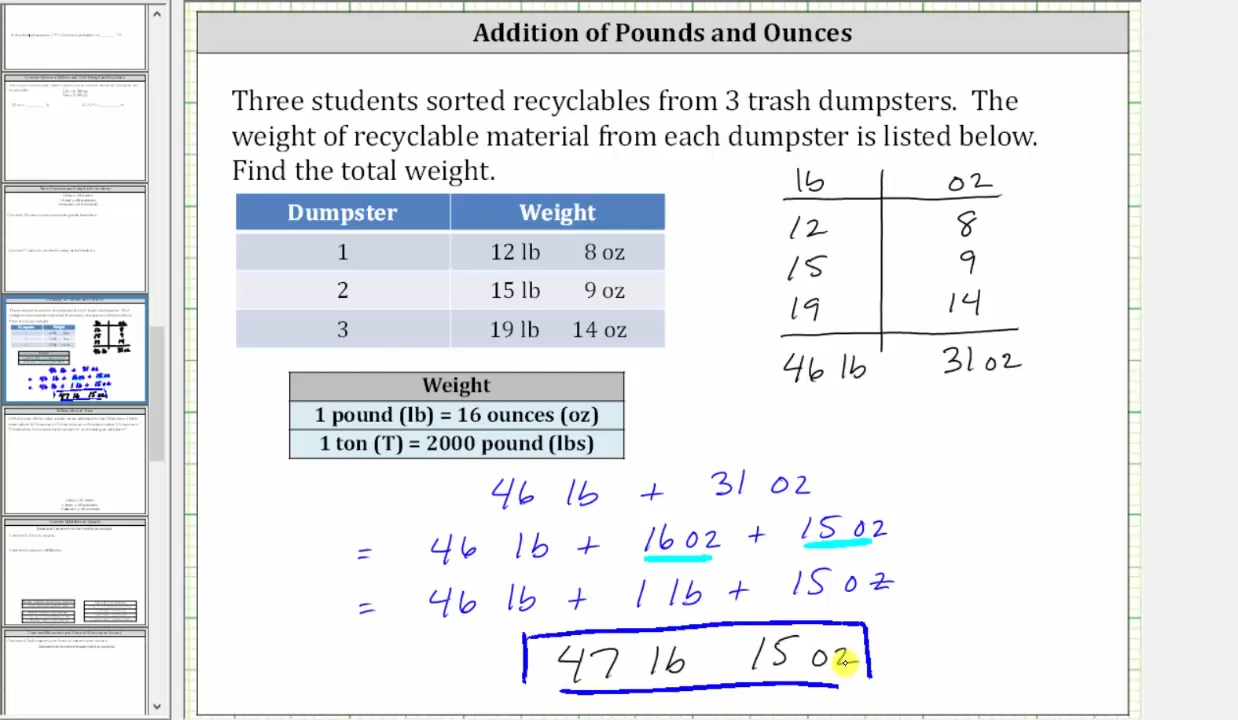 Addition of Pounds and Ounces
Three students sorted recyclables from 3 trash dumpsters. The
weight of recyclable material from each dumpster is listed below.
Find the total weight.
Dumpster Weight
1 12 lb 8 oz
2 15 lb 9 oz
3 19 lb 14 oz
lb oz
12 8
15 9
19 14
46 lb 31 oz
Weight
1 pound (lb) = 16 ounces (oz)
1 ton (T) = 2000 pound (lbs)
46 lb + 31 oz
= 46 lb + 16 oz + 15 oz
= 46 lb + 1 lb + 15 oz
47 lb 15 oz